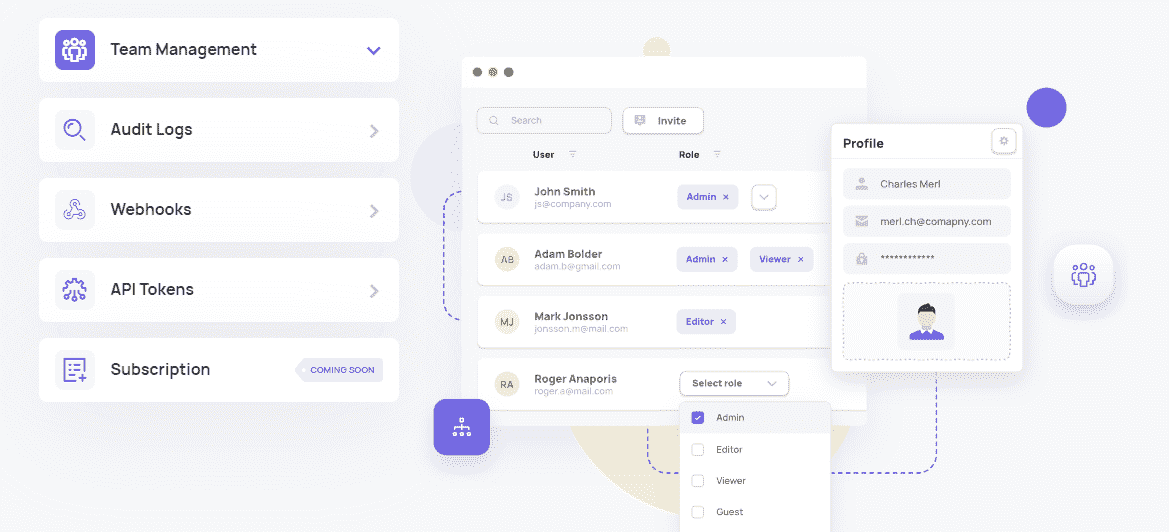 Team Management
Audit Logs
Webhooks
API Tokens
Subscription
COMING SOON
Search
Invite
User
Role
JS
John Smith
js@company.com
Admin ×
AB
Adam Bolder
adam.b@gmail.com
Admin ×
Viewer ×
MJ
Mark Jonsson
jonsson.m@mail.com
Editor ×
RA
Roger Anaporis
roger.a@mail.com
Select role
Admin
Editor
Viewer
Guest
Profile
Charles Merl
merl.ch@comapny.com
************